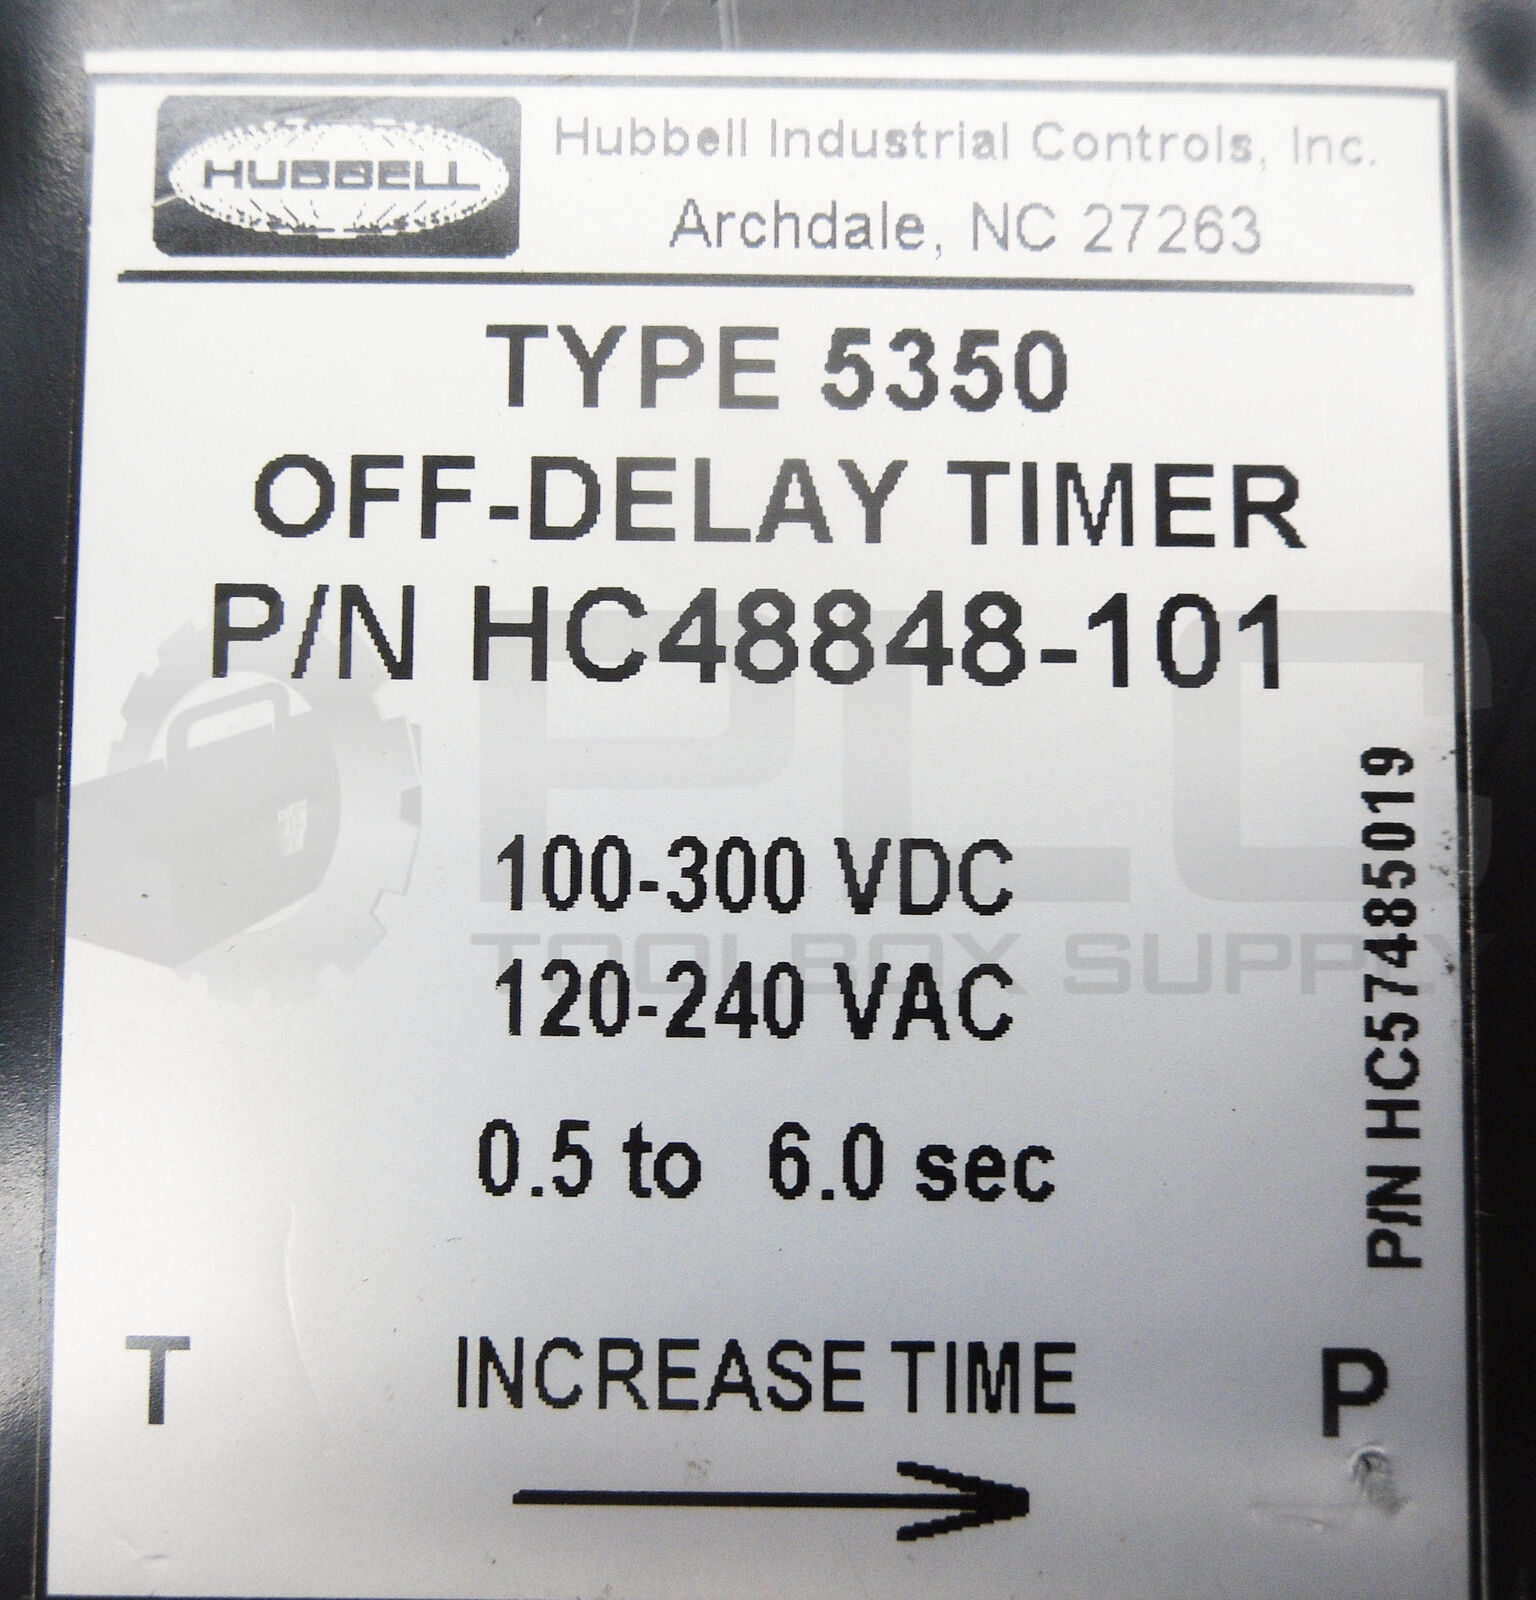 HUBBELL
Hubbell Industrial Controls, Inc.
Archdale, NC 27263
TYPE 5350
OFF-DELAY TIMER
P/N HC48848-101
100-300 VDC
120-240 VAC
0.5 to 6.0 sec
P/N HC57485019
T INCREASE TIME P
PLC
TOOLBOX SUPPLY